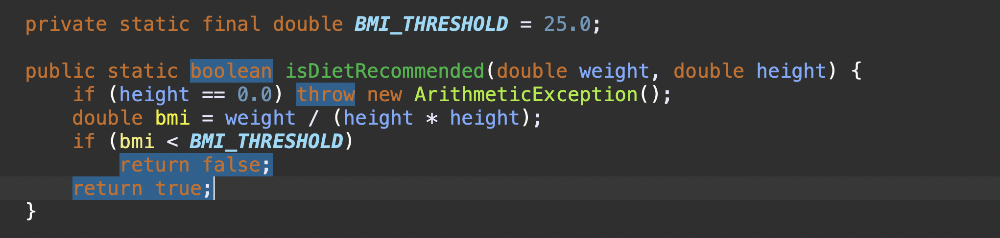 private static final double BMI_THRESHOLD = 25.0;
public static boolean isDietRecommended(double weight, double height) {
    if (height == 0.0) throw new ArithmeticException();
    double bmi = weight / (height * height);
    if (bmi < BMI_THRESHOLD)
        return false;
    return true;
}